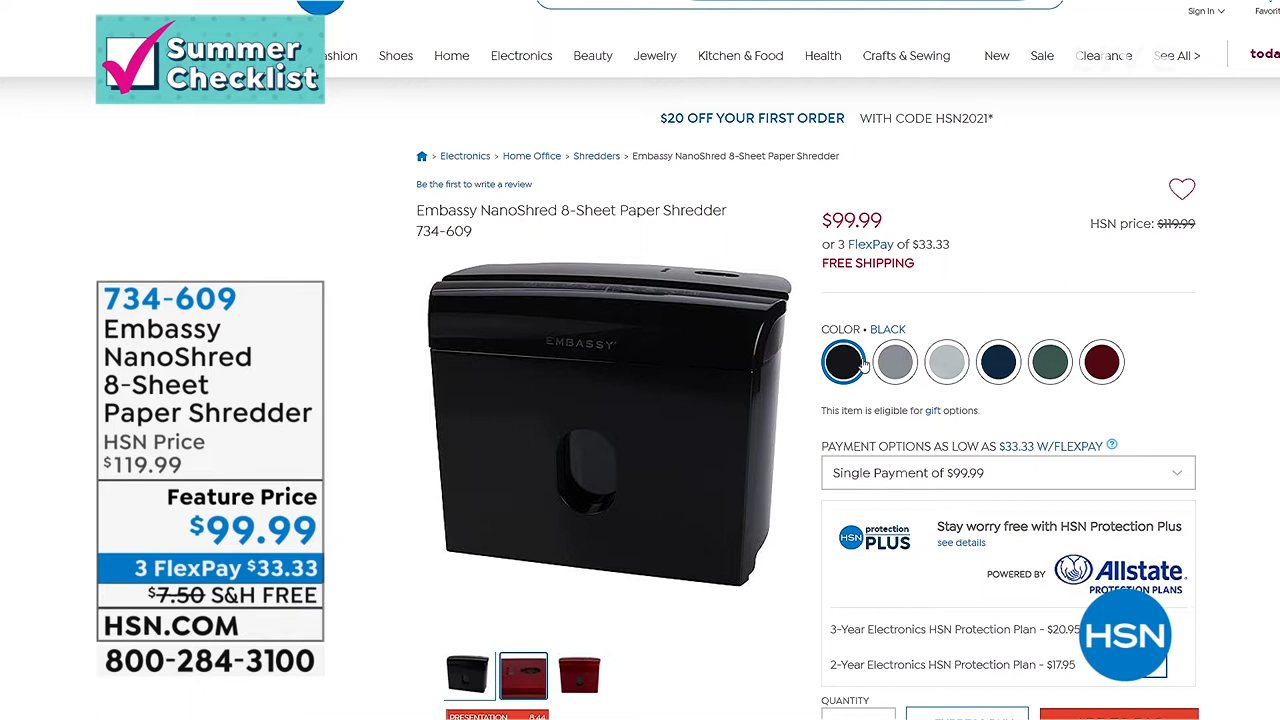 Summer
Checklist
Sign In
Shoes
Home
Electronics
Beauty
Jewelry
Kitchen & Food
Health
Crafts & Sewing
New
Sale
Clearance
See All >
$20 OFF YOUR FIRST ORDER WITH CODE HSN2021*
> Electronics > Home Office > Shredders > Embassy NanoShred 8-Sheet Paper Shredder
Be the first to write a review
Embassy NanoShred 8-Sheet Paper Shredder
734-609
$99.99
HSN price: $119.99
or 3 FlexPay of $33.33
FREE SHIPPING
EMBASSY
COLOR • BLACK
This item is eligible for gift options.
PAYMENT OPTIONS AS LOW AS $33.33 W/FLEXPAY ?
Single Payment of $99.99
HSN protection PLUS
Stay worry free with HSN Protection Plus
see details
POWERED BY Allstate
PROTECTION PLANS
3-Year Electronics HSN Protection Plan - $20.95
2-Year Electronics HSN Protection Plan - $17.95
QUANTITY
PRESENTATION 8:44
734-609
Embassy
NanoShred
8-Sheet
Paper Shredder
HSN Price
$119.99
Feature Price
$99.99
3 FlexPay $33.33
$7.50 S&H FREE
HSN.COM
800-284-3100
HSN